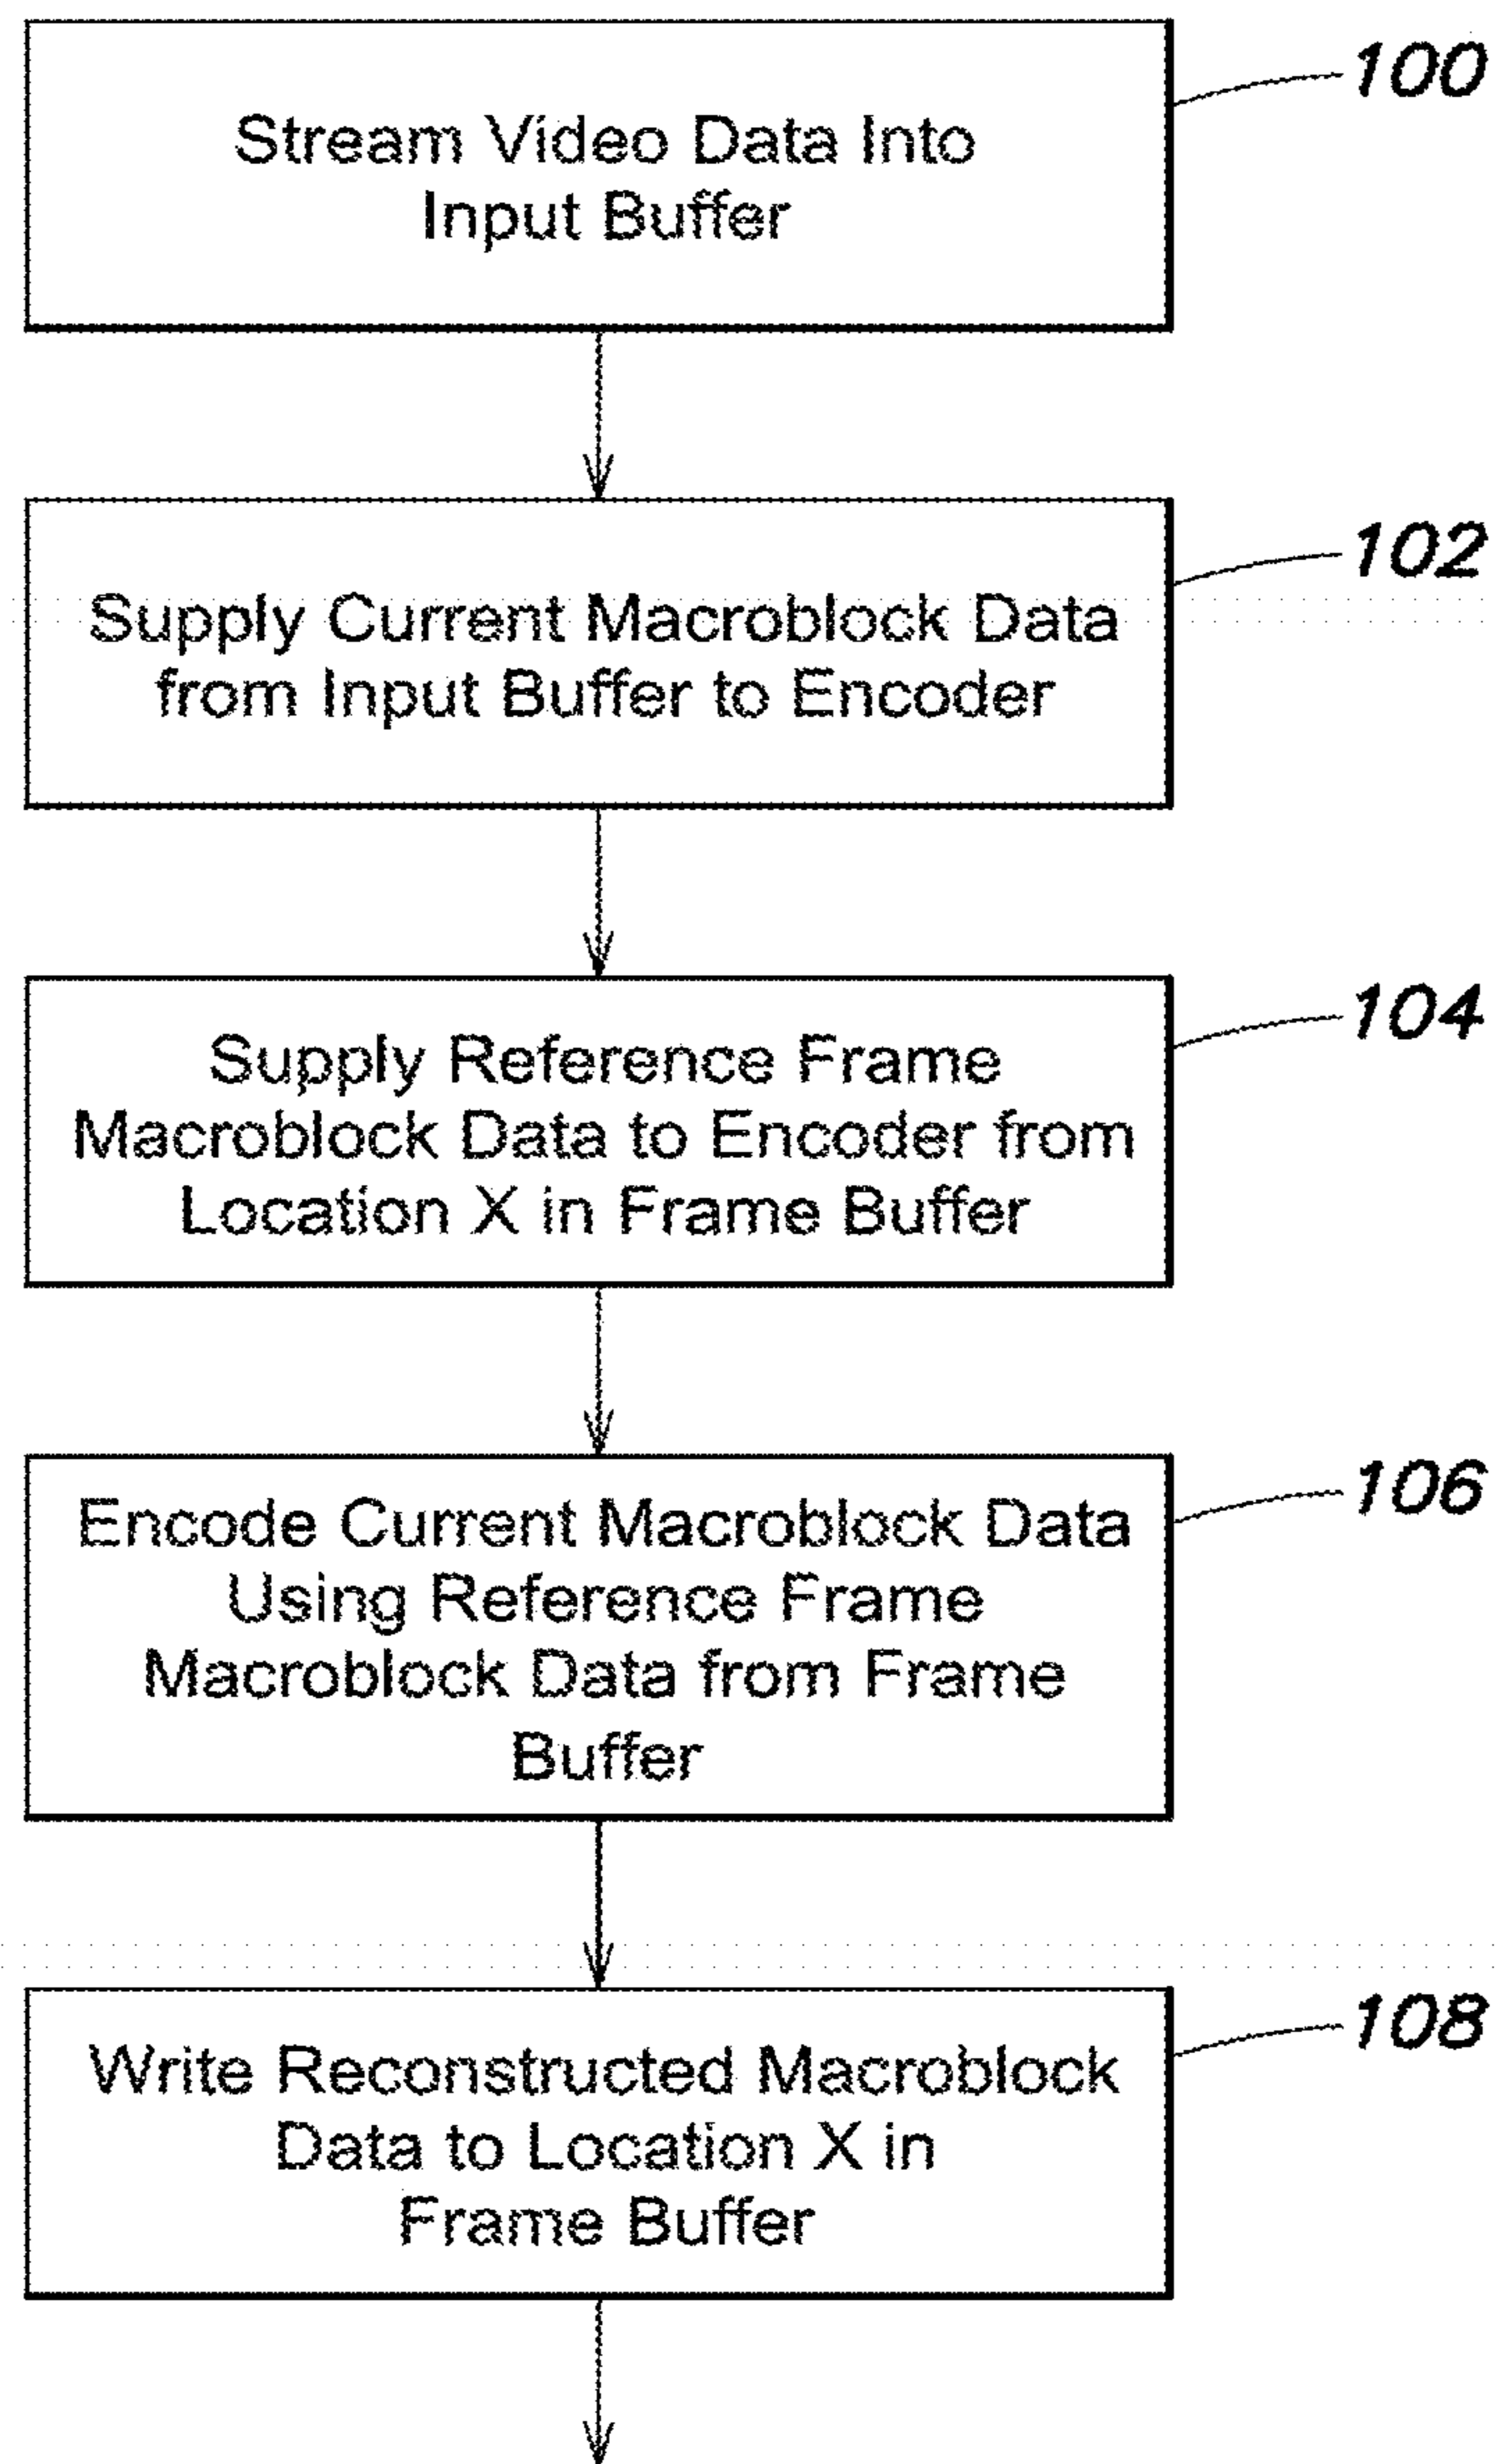 100
Stream Video Data Into
Input Buffer
102
Supply Current Macroblock Data
from Input Buffer to Encoder
104
Supply Reference Frame
Macroblock Data to Encoder from
Location X in Frame Buffer
106
Encode Current Macroblock Data
Using Reference Frame
Macroblock Data from Frame
Buffer
108
Write Reconstructed Macroblock
Data to Location X in
Frame Buffer